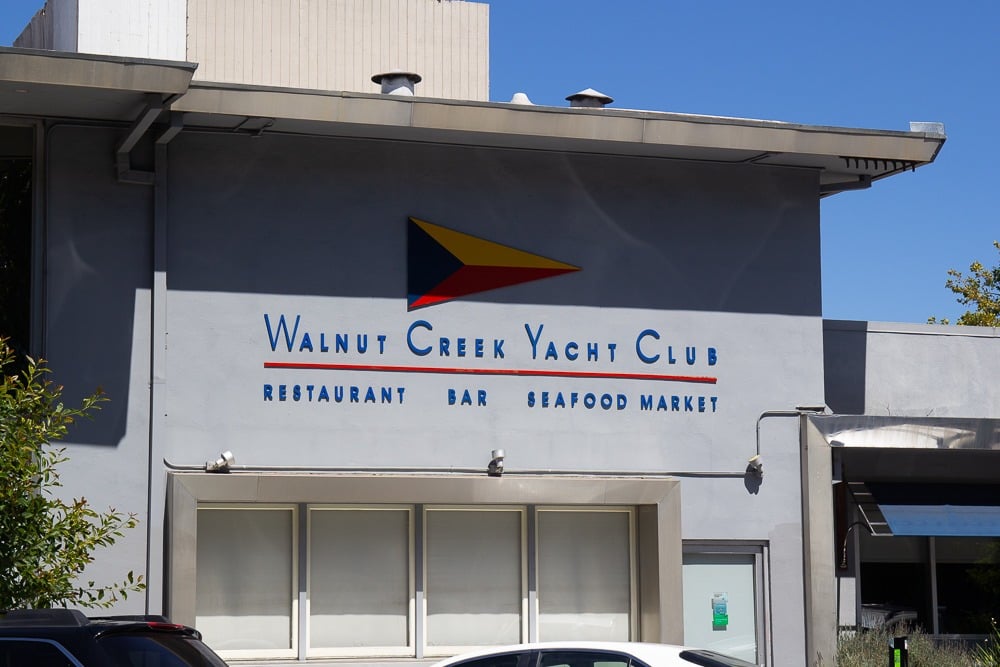 WALNUT CREEK YACHT CLUB
RESTAURANT BAR SEAFOOD MARKET